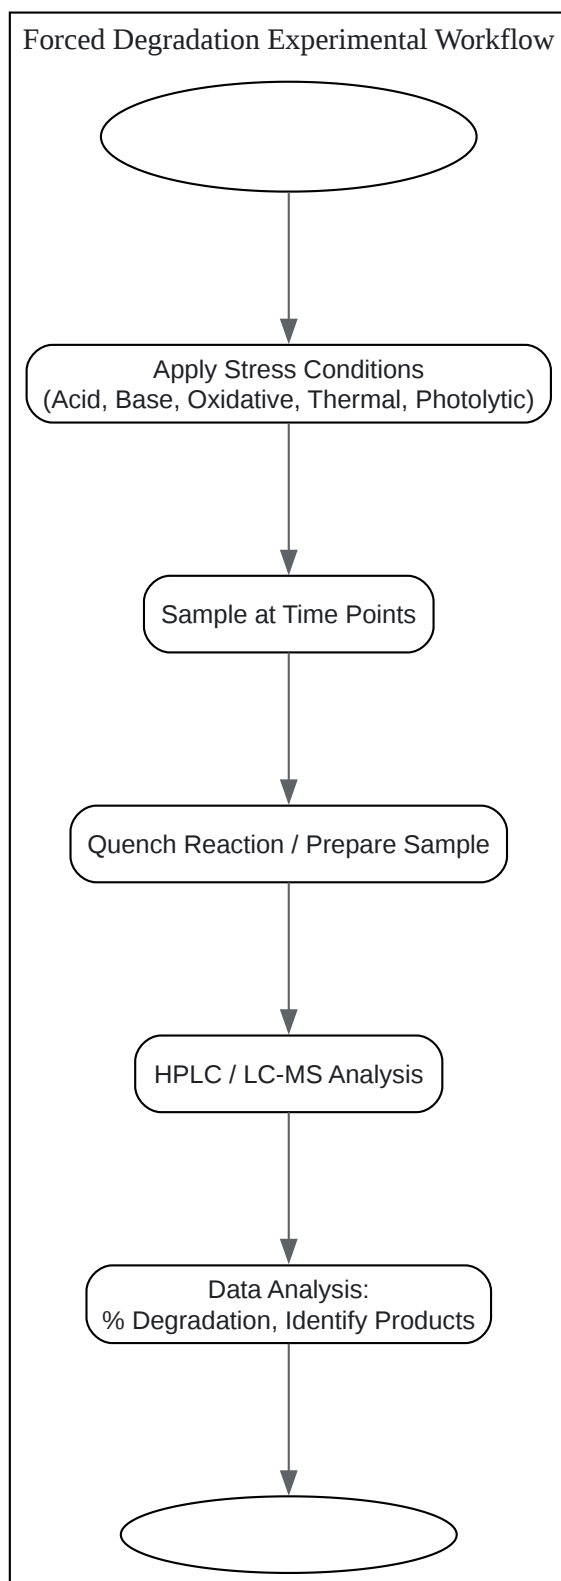 Forced Degradation Experimental Workflow
Apply Stress Conditions
(Acid, Base, Oxidative, Thermal, Photolytic)
Sample at Time Points
Quench Reaction / Prepare Sample
HPLC / LC-MS Analysis
Data Analysis:
% Degradation, Identify Products